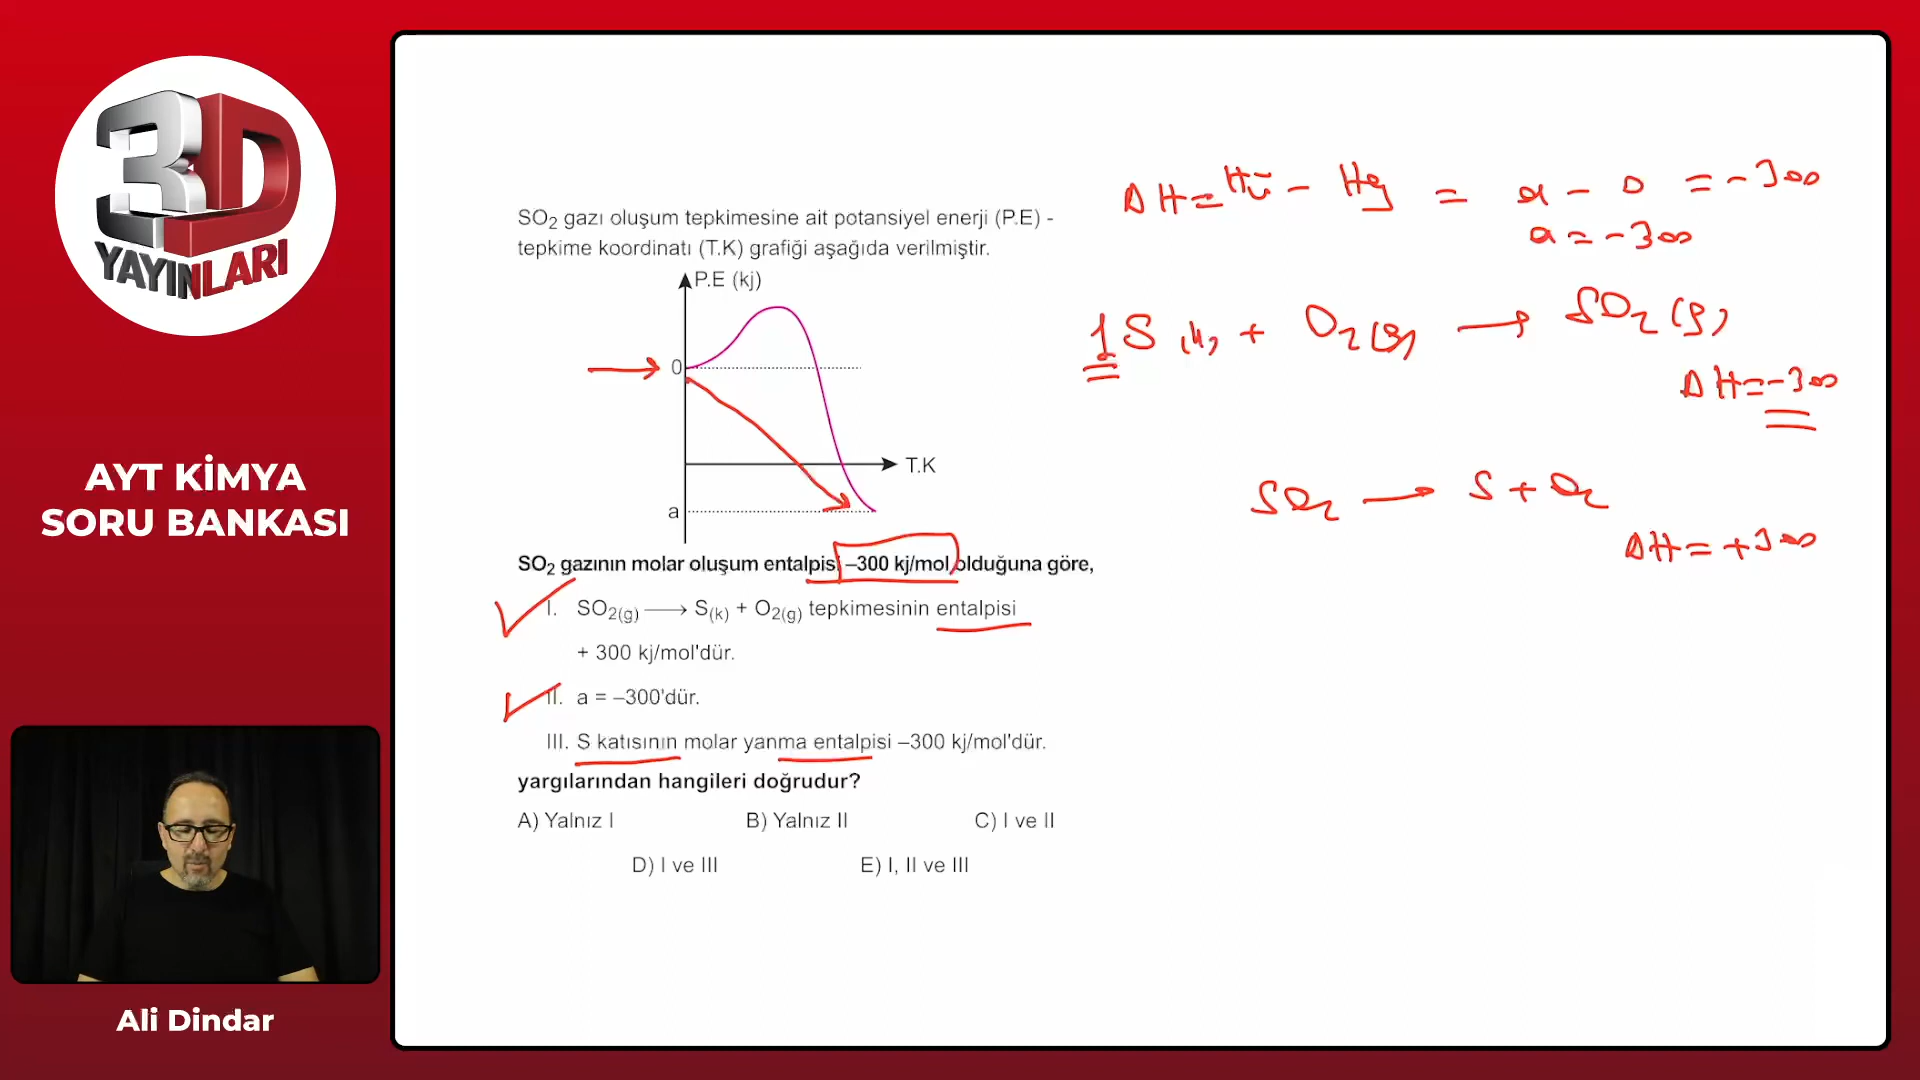 3D
YAYINLARI
AYT KİMYA
SORU BANKASI
Ali Dindar
SO2 gazı oluşum tepkimesine ait potansiyel enerji (P.E) -
tepkime koordinatı (T.K) grafiği aşağıda verilmiştir.
P.E (kj)
0
T.K
a
SO2 gazının molar oluşum entalpisi –300 kj/mol olduğuna göre,
I. SO2(g) ⟶ S(k) + O2(g) tepkimesinin entalpisi
+ 300 kj/mol'dür.
II. a = –300'dür.
III. S katısının molar yanma entalpisi –300 kj/mol'dür.
yargılarından hangileri doğrudur?
A) Yalnız I B) Yalnız II C) I ve II
D) I ve III E) I, II ve III
ΔH = Hü - Hg = a - 0 = -300
a = -300
1 S (k) + O2(g) → SO2(g)
ΔH = -300
SO2 → S + O2
ΔH = +300